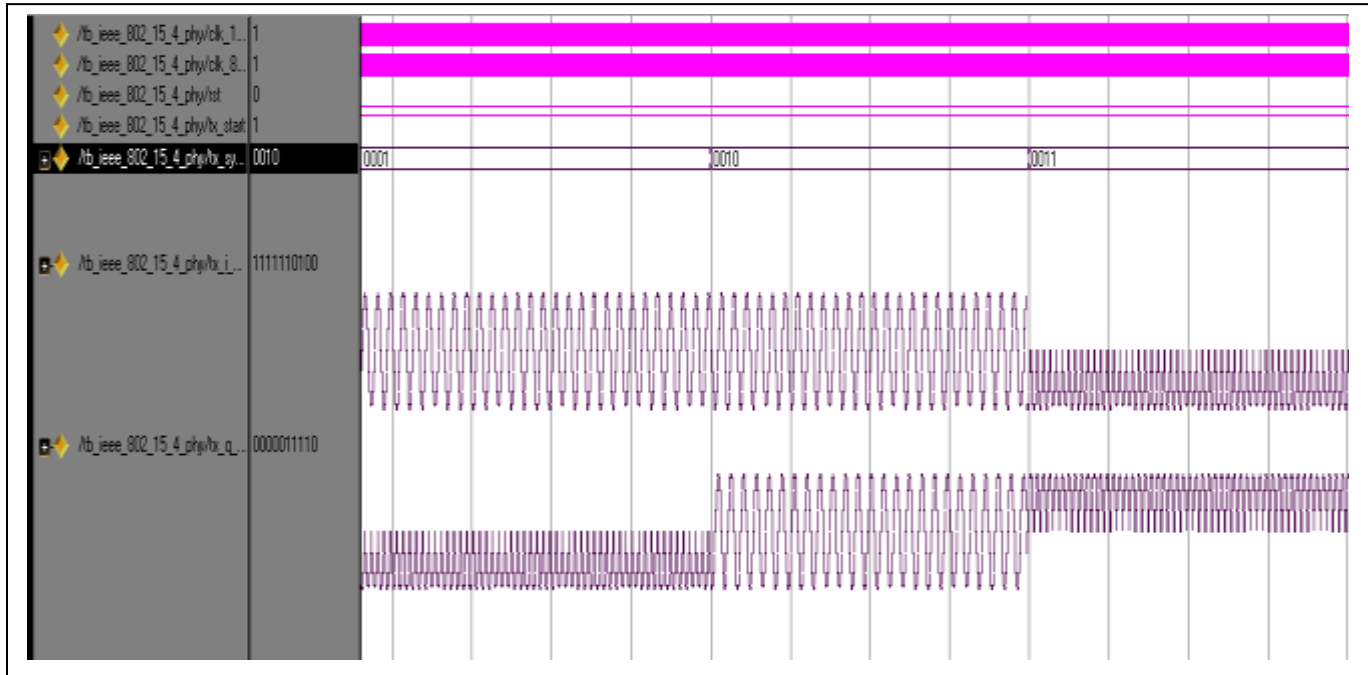 /tb_ieee_802_15_4_phy/clk_1... 1
/tb_ieee_802_15_4_phy/clk_8... 1
/tb_ieee_802_15_4_phy/rst 0
/tb_ieee_802_15_4_phy/tx_start 1
/tb_ieee_802_15_4_phy/tx_sy... 0010 0001 0010 0011
/tb_ieee_802_15_4_phy/tx_i_... 1111110100
/tb_ieee_802_15_4_phy/tx_q_... 0000011110